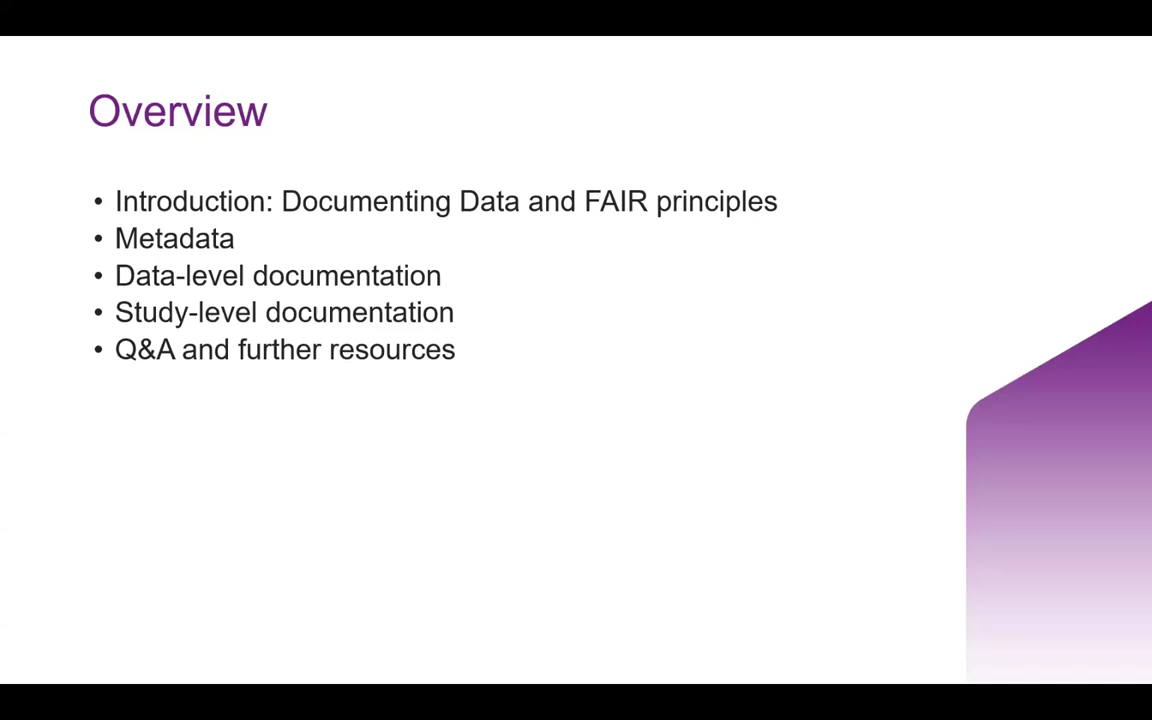 Overview
• Introduction: Documenting Data and FAIR principles
• Metadata
• Data-level documentation
• Study-level documentation
• Q&A and further resources